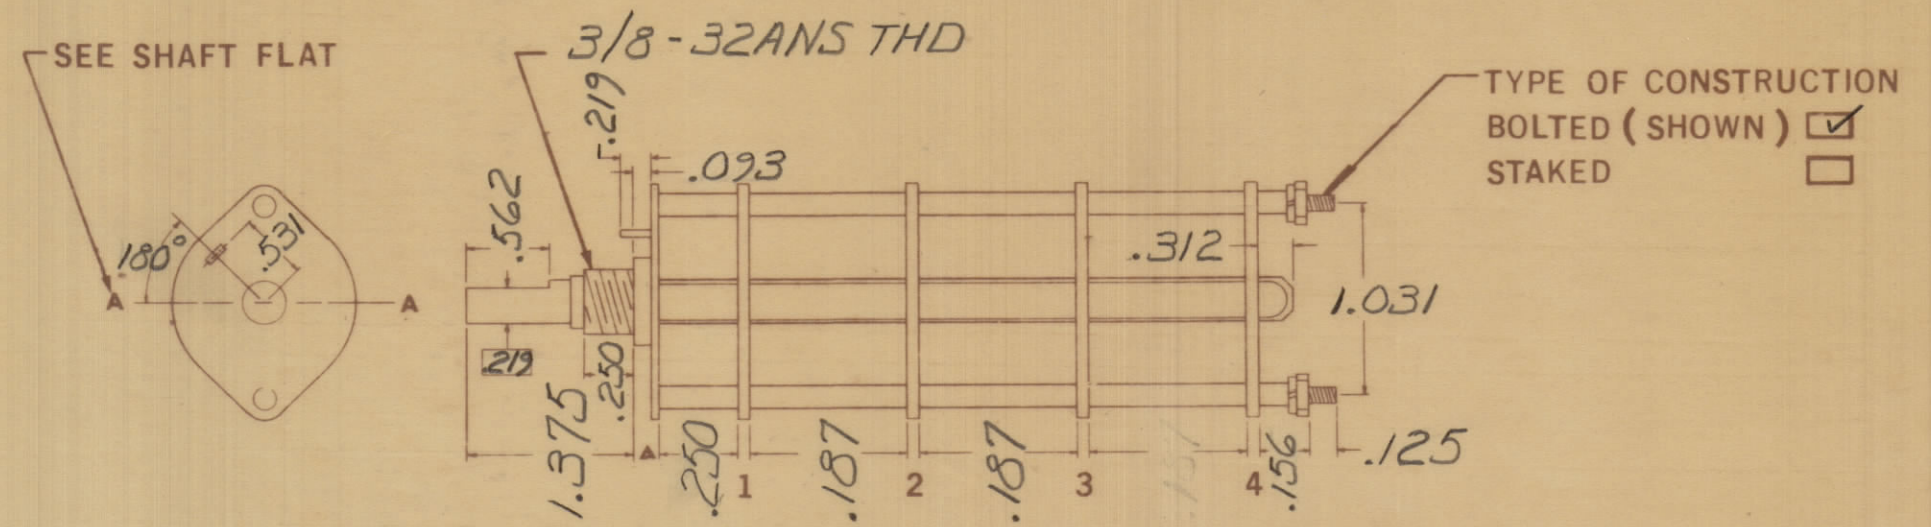 SEE SHAFT FLAT
3/8-32ANS THD
TYPE OF CONSTRUCTION
BOLTED (SHOWN)
STAKED
.219
.093
.562
180°
.531
A
A
.312
1.031
.219
.250
1.375
A
.250
1
.187
2
.187
3
.187
4
.156
.125